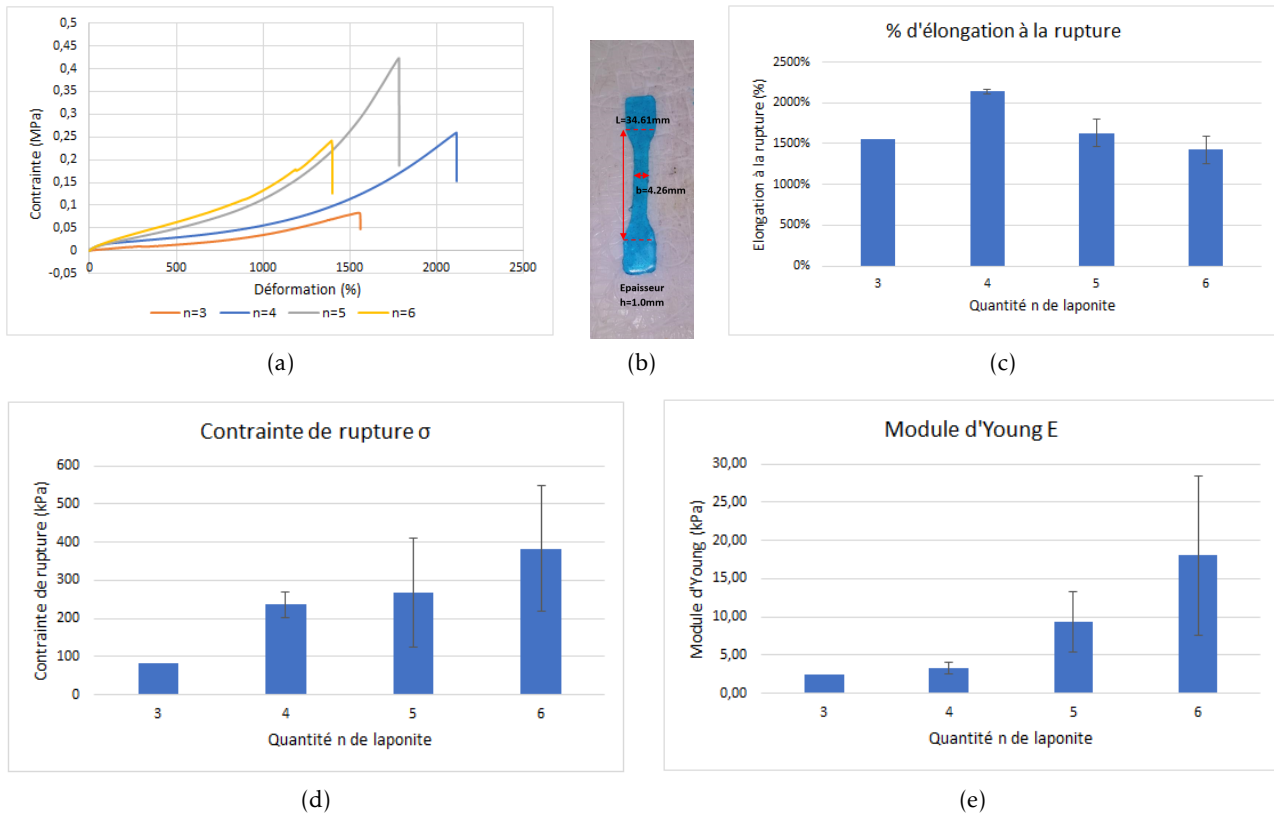 0,5
0,45
0,4
0,35
0,3
0,25
0,2
0,15
0,1
0,05
0
-0,05
Contrainte (MPa)
0 500 1000 1500 2000 2500
Déformation (%)
n=3 n=4 n=5 n=6
(a)
L=34.61mm
b=4.26mm
Epaisseur
h=1.0mm
(b)
% d'élongation à la rupture
2500%
2000%
1500%
1000%
500%
0%
Elongation à la rupture (%)
3 4 5 6
Quantité n de laponite
(c)
Contrainte de rupture σ
600
500
400
300
200
100
0
Contrainte de rupture (kPa)
3 4 5 6
Quantité n de laponite
(d)
Module d'Young E
30,00
25,00
20,00
15,00
10,00
5,00
0,00
Module d'Young (kPa)
3 4 5 6
Quantité n de laponite
(e)